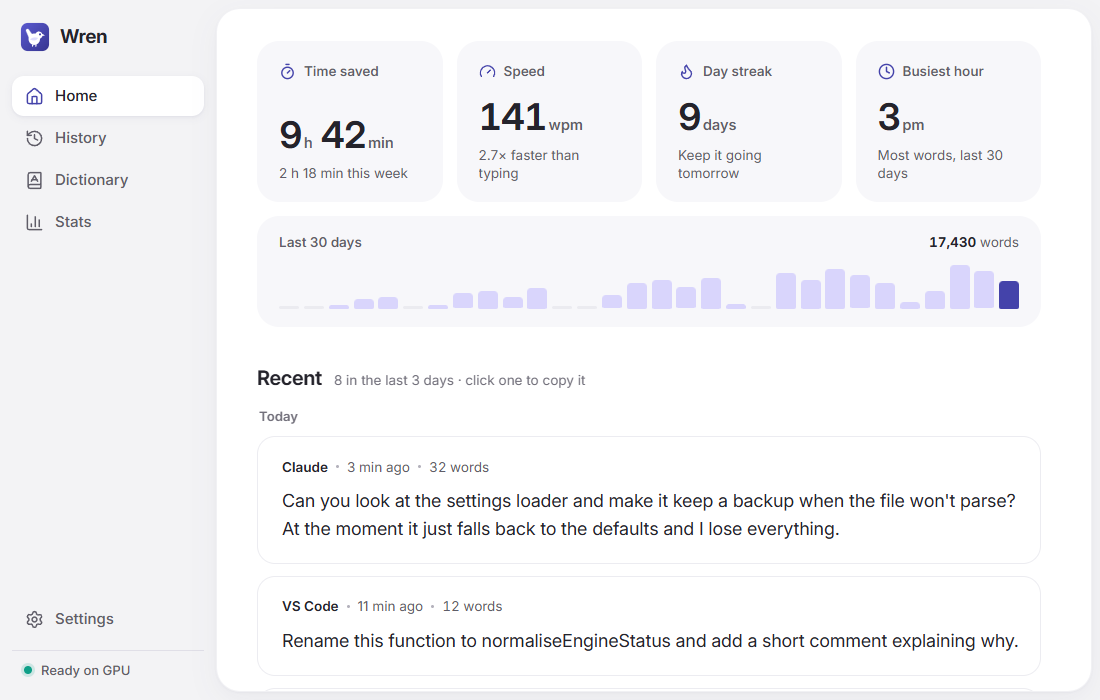 Wren
Home
History
Dictionary
Stats
Settings
Ready on GPU
Time saved
9h 42min
2 h 18 min this week
Speed
141wpm
2.7× faster than
typing
Day streak
9days
Keep it going
tomorrow
Busiest hour
3pm
Most words, last 30
days
Last 30 days
17,430 words
Recent 8 in the last 3 days · click one to copy it
Today
Claude · 3 min ago · 32 words
Can you look at the settings loader and make it keep a backup when the file won't parse?
At the moment it just falls back to the defaults and I lose everything.
VS Code · 11 min ago · 12 words
Rename this function to normaliseEngineStatus and add a short comment explaining why.